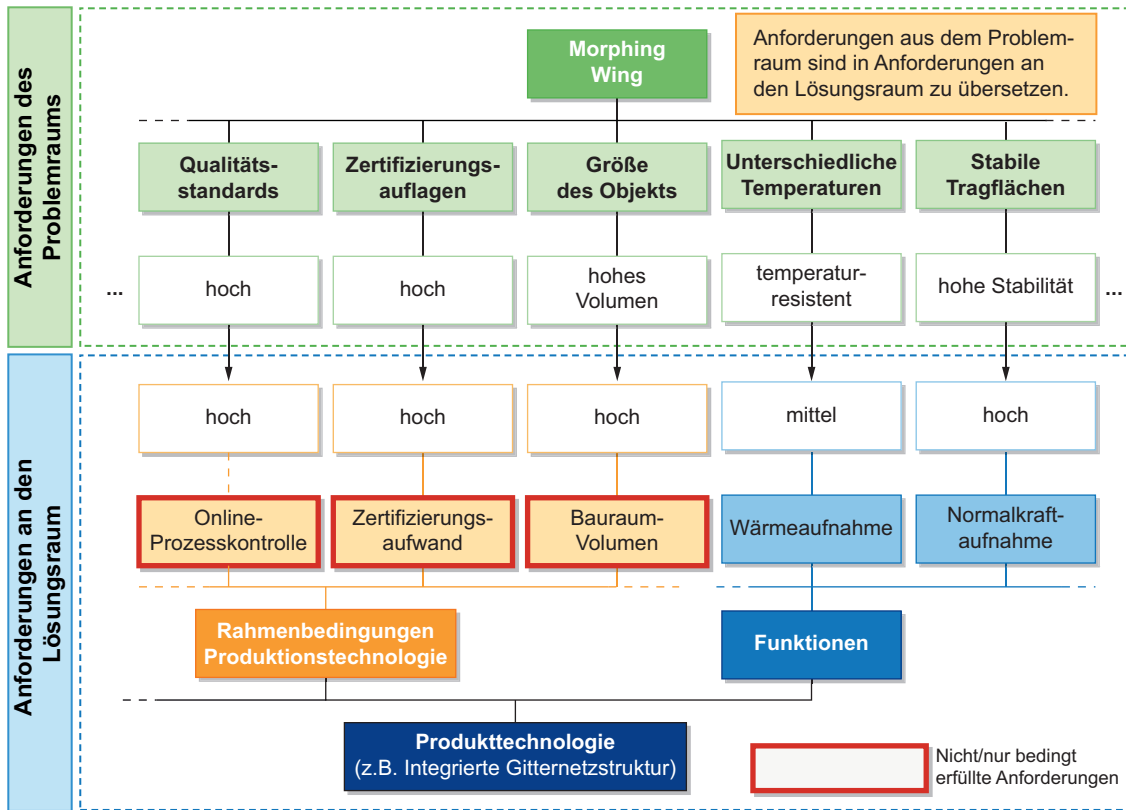 Anforderungen des
Problemraums
Morphing
Wing
Anforderungen aus dem Problem-
raum sind in Anforderungen an
den Lösungsraum zu übersetzen.
Qualitäts-
standards
Zertifizierungs-
auflagen
Größe
des Objekts
Unterschiedliche
Temperaturen
Stabile
Tragflächen
...
hoch
hoch
hohes
Volumen
temperatur-
resistent
hohe Stabilität
...
Anforderungen an den
Lösungsraum
hoch
hoch
hoch
mittel
hoch
Online-
Prozesskontrolle
Zertifizierungs-
aufwand
Bauraum-
Volumen
Wärmeaufnahme
Normalkraft-
aufnahme
Rahmenbedingungen
Produktionstechnologie
Funktionen
Produkttechnologie
(z.B. Integrierte Gitternetzstruktur)
Nicht/nur bedingt
erfüllte Anforderungen